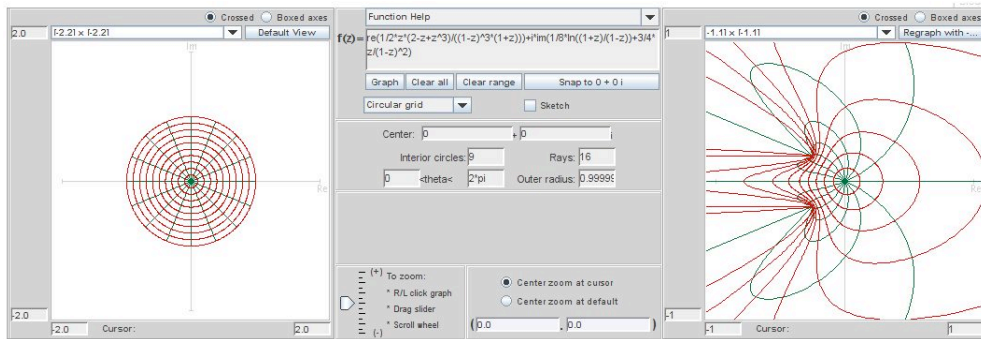 Crossed Boxed axes
2.0 [-2.2] x [-2.2] Default View
Im
Re
-2.0
-2.0 Cursor: 2.0
Function Help
f(z)= re(1/2*z*(2-z+z^3)/((1-z)^3*(1+z)))+i*im(1/8*ln((1+z)/(1-z))+3/4*
z/(1-z)^2)
Graph Clear all Clear range Snap to 0 + 0 i
Circular grid Sketch
Center: 0 + 0 i
Interior circles: 9 Rays: 16
0 <theta< 2*pi Outer radius: 0.9999
(+) To zoom:
* R/L click graph
* Drag slider
* Scroll wheel
(-)
Center zoom at cursor
Center zoom at default
( 0.0 , 0.0 )
Crossed Boxed axes
1 [-1.1] x [-1.1] Regraph with -...
Im
Re
-1
-1 Cursor: 1